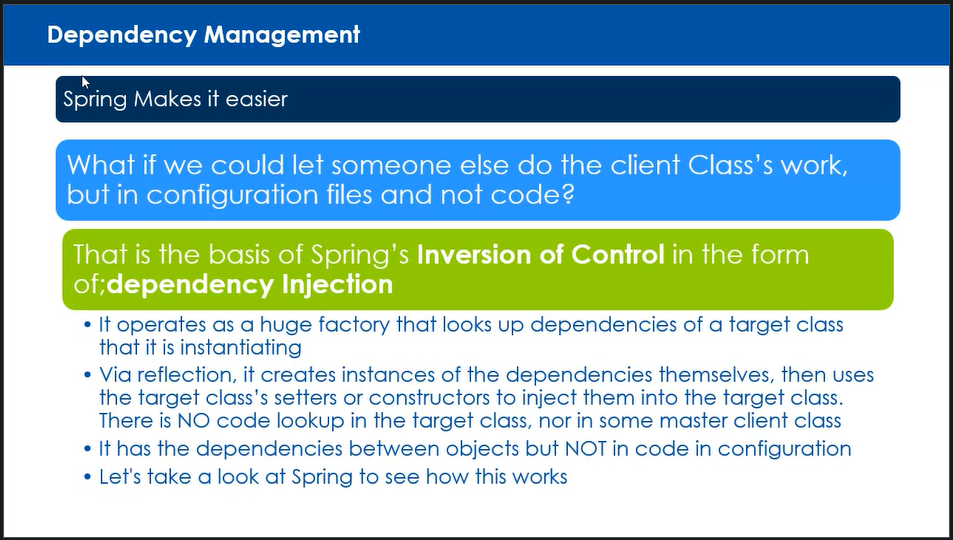 Dependency Management
Spring Makes it easier
What if we could let someone else do the client Class's work,
but in configuration files and not code?
That is the basis of Spring's Inversion of Control in the form
of;dependency Injection
• It operates as a huge factory that looks up dependencies of a target class
that it is instantiating
• Via reflection, it creates instances of the dependencies themselves, then uses
the target class's setters or constructors to inject them into the target class.
There is NO code lookup in the target class, nor in some master client class
• It has the dependencies between objects but NOT in code in configuration
• Let's take a look at Spring to see how this works